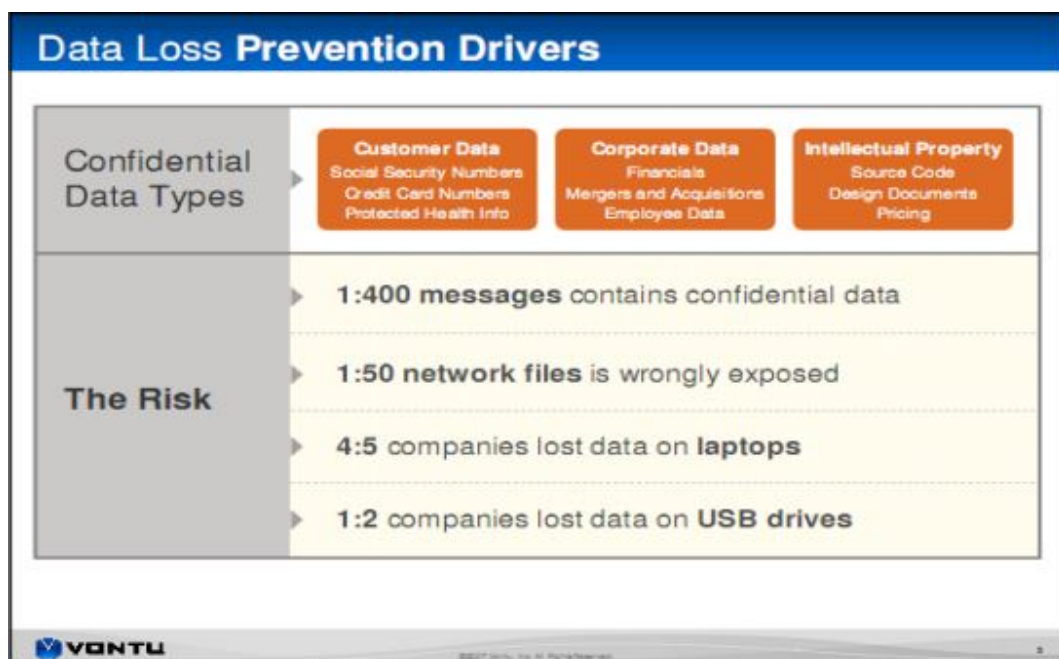 Data Loss Prevention Drivers
Confidential
Data Types
Customer Data
Social Security Numbers
Credit Card Numbers
Protected Health Info
Corporate Data
Financials
Mergers and Acquisitions
Employee Data
Intellectual Property
Source Code
Design Documents
Pricing
The Risk
1:400 messages contains confidential data
1:50 network files is wrongly exposed
4:5 companies lost data on laptops
1:2 companies lost data on USB drives
VONTU